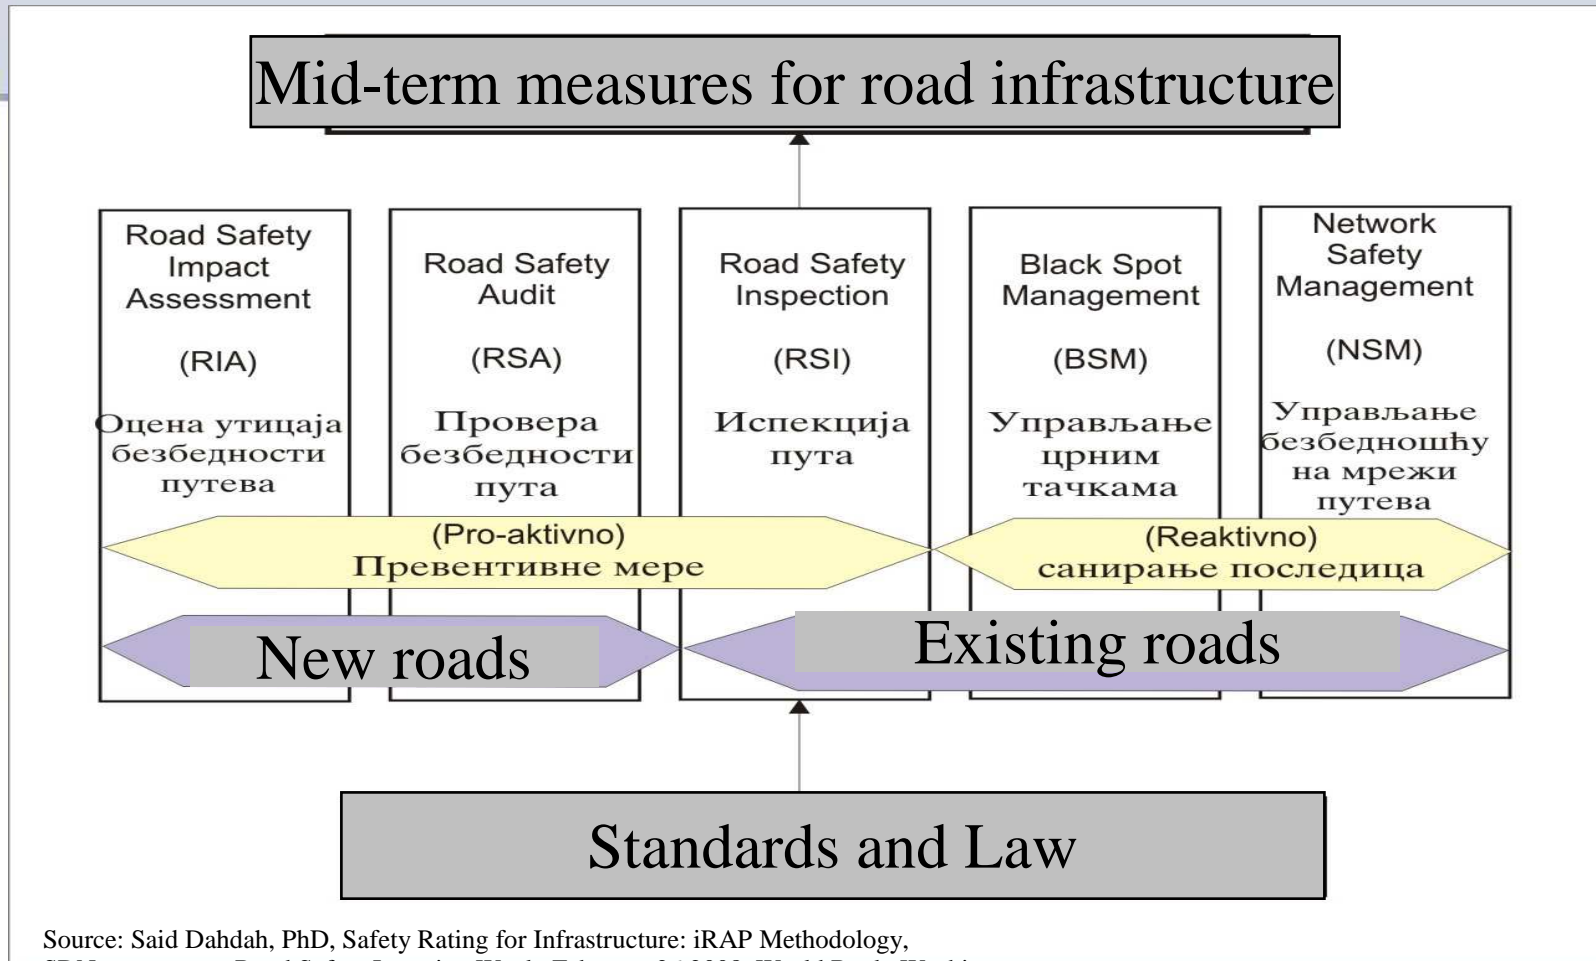 Mid-term measures for road infrastructure
Road Safety
Impact
Assessment
(RIA)
Оцена утицаја
безбедности
путева
Road Safety
Audit
(RSA)
Провера
безбедности
пута
Road Safety
Inspection
(RSI)
Испекција
пута
Black Spot
Management
(BSM)
Управљање
црним
тачкама
Network
Safety
Management
(NSM)
Управљање
безбедношћу
на мрежи
путева
(Pro-aktivno)
Превентивне мере
(Reaktivno)
санирање последица
New roads
Existing roads
Standards and Law
Source: Said Dahdah, PhD, Safety Rating for Infrastructure: iRAP Methodology,